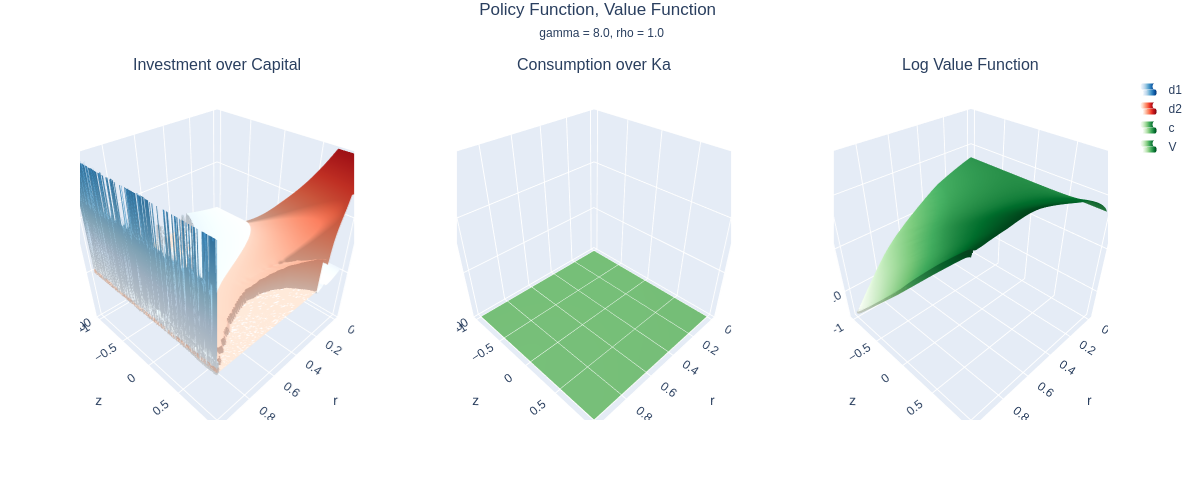 Policy Function, Value Function
gamma = 8.0, rho = 1.0
Investment over Capital
Consumption over Ka
Log Value Function
d1
d2
c
V
−0.5
0
0.5
z
0
0.2
0.4
0.6
0.8
r
−0.5
0
0.5
z
0
0.2
0.4
0.6
0.8
r
.0
−1
−0.5
0
0.5
z
0
0.2
0.4
0.6
0.8
r